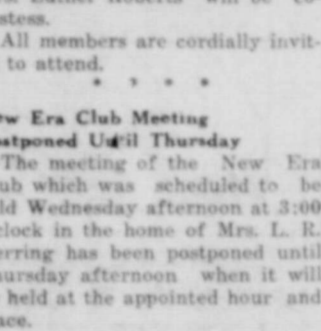 stess.
All members are cordially invit-
to attend.
* * * *
ew Era Club Meeting
stponed Until Thursday
The meeting of the New Era
ub which was scheduled to be
ld Wednesday afternoon at 3:00
clock in the home of Mrs. L. R.
erring has been postponed until
ursday afternoon when it will
held at the appointed hour and
ace.